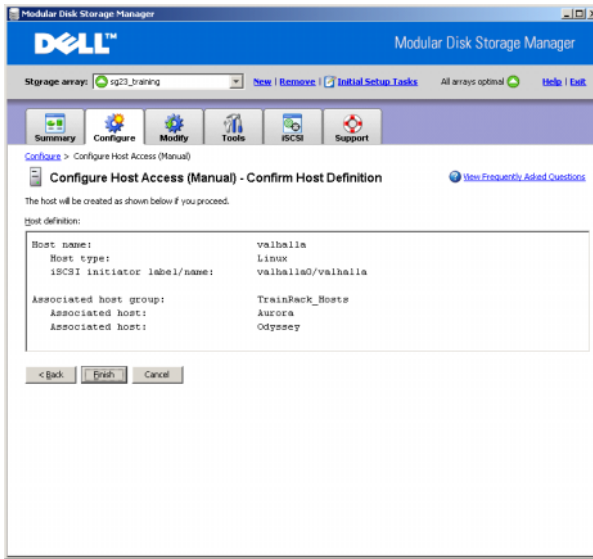 Modular Disk Storage Manager
DELL™
Modular Disk Storage Manager
Storage array: sg23_training New | Remove | Initial Setup Tasks All arrays optimal Help | Exit
Summary Configure Modify Tools iSCSI Support
Configure > Configure Host Access (Manual)
Configure Host Access (Manual) - Confirm Host Definition View Frequently Asked Questions
The host will be created as shown below if you proceed.
Host definition:
Host name: valhalla
Host type: Linux
iSCSI initiator label/name: valhalla0/valhalla
Associated host group: TrainRack_Hosts
Associated host: Aurora
Associated host: Odyssey
< Back Finish Cancel